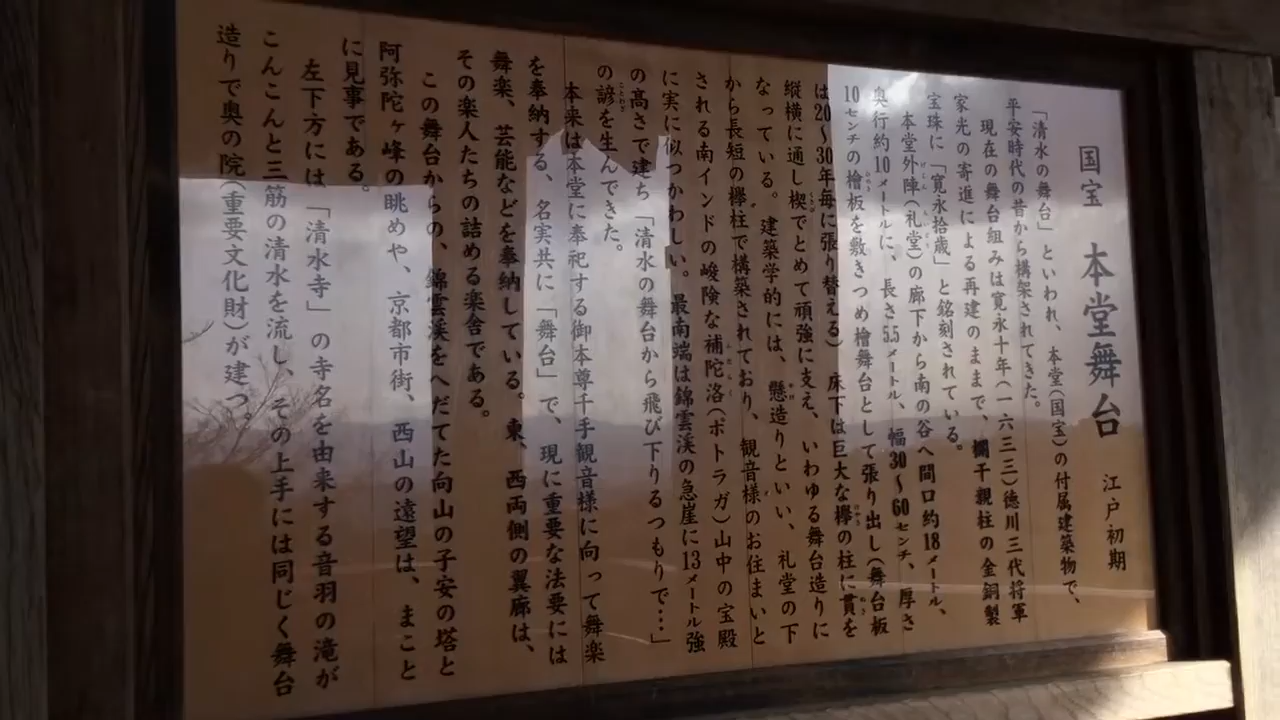 国宝 本堂舞台 江戸初期
「清水の舞台」といわれ、本堂(国宝)の付属建築物で、
平安時代の昔から構架されてきた。
現在の舞台組みは寛永十年(一六三三)徳川三代将軍
家光の寄進による再建のままで、欄干親柱の金銅製
宝珠に「寛永拾歳」と銘刻されている。
本堂外陣(礼堂)の廊下から南の谷へ間口約18メートル、
奥行約10メートルに、長さ5.5メートル、幅30〜60センチ、厚さ
10センチの檜板を敷きつめ檜舞台として張り出し(舞台板
は20〜30年毎に張り替える)床下は巨大な欅の柱に貫を
縦横に通し楔でとめて頑強に支え、いわゆる舞台造りに
なっている。建築学的には、懸造りといい、礼堂の下
から長短の欅柱で構築されており、観音様のお住まいと
される南インドの峻険な補陀洛(ポトラガ)山中の宝殿
に実に似つかわしい。最南端は錦雲渓の急崖に13メートル強
の高さで建ち「清水の舞台から飛び下りるつもりで…」
の諺を生んできた。
本来は本堂に奉祀する御本尊千手観音様に向って舞楽
を奉納する、名実共に「舞台」で、現に重要な法要には
舞楽、芸能などを奉納している。東、西両側の翼廊は、
その楽人たちの詰める楽舎である。
この舞台からの、錦雲渓をへだてた向山の子安の塔と
阿弥陀ヶ峰の眺めや、京都市街、西山の遠望は、まこと
に見事である。
左下方には「清水寺」の寺名を由来する音羽の滝が
こんこんと三筋の清水を流し、その上手には同じく舞台
造りで奥の院(重要文化財)が建つ。